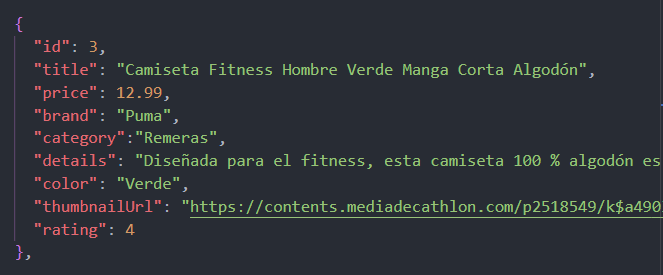 {
"id": 3,
"title": "Camiseta Fitness Hombre Verde Manga Corta Algodón",
"price": 12.99,
"brand": "Puma",
"category":"Remeras",
"details": "Diseñada para el fitness, esta camiseta 100 % algodón es
"color": "Verde",
"thumbnailUrl": "https://contents.mediadecathlon.com/p2518549/k$a490
"rating": 4
},